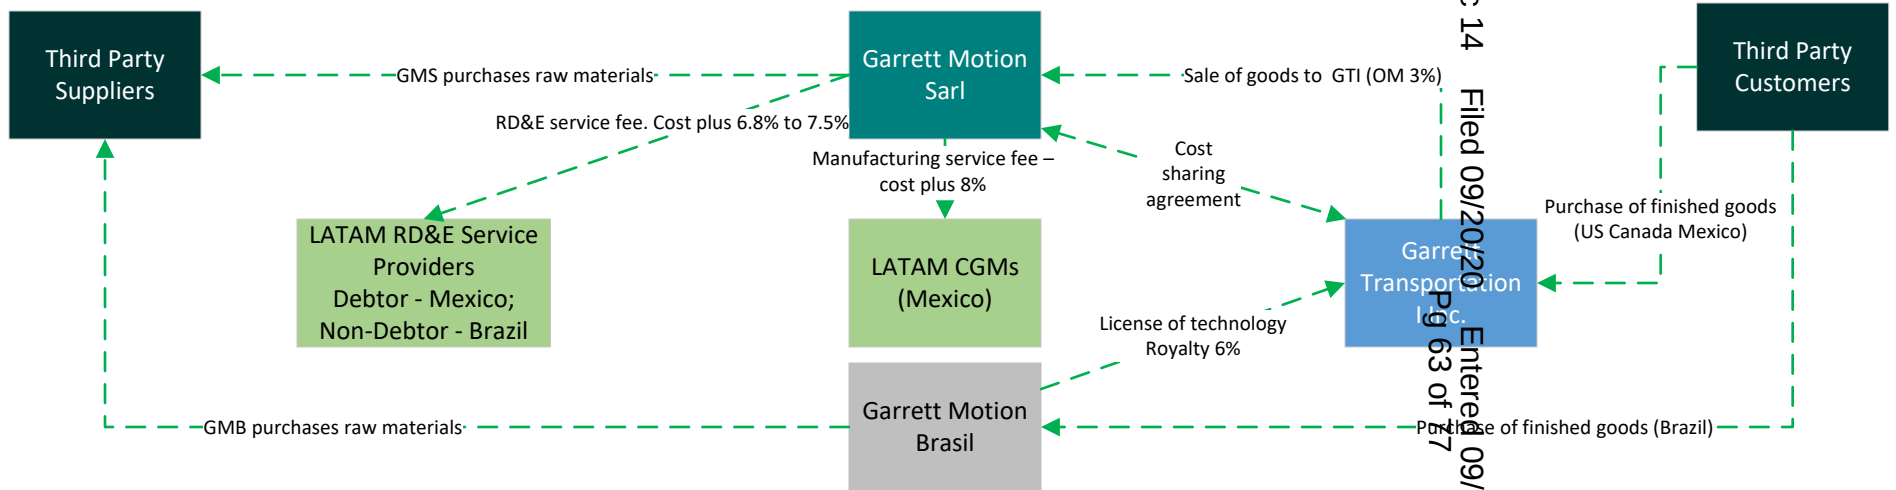 Third Party
Suppliers
GMS purchases raw materials
Garrett Motion
Sarl
Sale of goods to GTI (OM 3%)
Third Party
Customers
RD&E service fee. Cost plus 6.8% to 7.5%
Manufacturing service fee –
cost plus 8%
Cost
sharing
agreement
Purchase of finished goods
(US Canada Mexico)
LATAM RD&E Service
Providers
Debtor - Mexico;
Non-Debtor - Brazil
LATAM CGMs
(Mexico)
Garrett
Transportation
Inc.
License of technology
Royalty 6%
Garrett Motion
Brasil
GMB purchases raw materials
Purchase of finished goods (Brazil)
14 Filed 09/20/20 Entered 09/
Pg 63 of 77